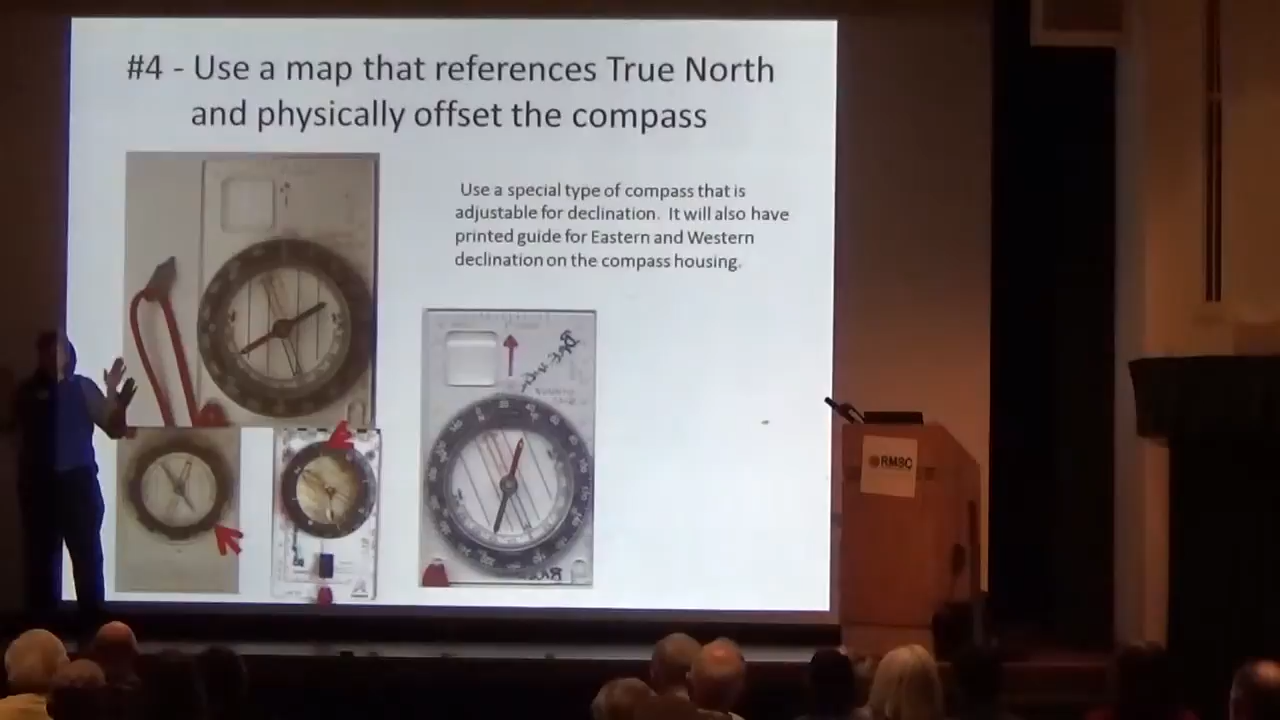 #4 - Use a map that references True North
and physically offset the compass
Use a special type of compass that is
adjustable for declination. It will also have
printed guide for Eastern and Western
declination on the compass housing.
RMSC